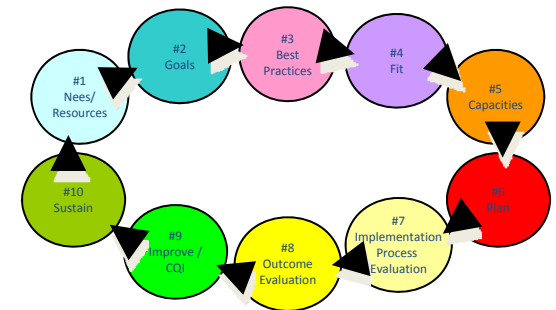 #1
Nees/
Resources
#2
Goals
#3
Best
Practices
#4
Fit
#5
Capacities
#6
Plan
#7
Implementation
Process
Evaluation
#8
Outcome
Evaluation
#9
Improve /
CQI
#10
Sustain